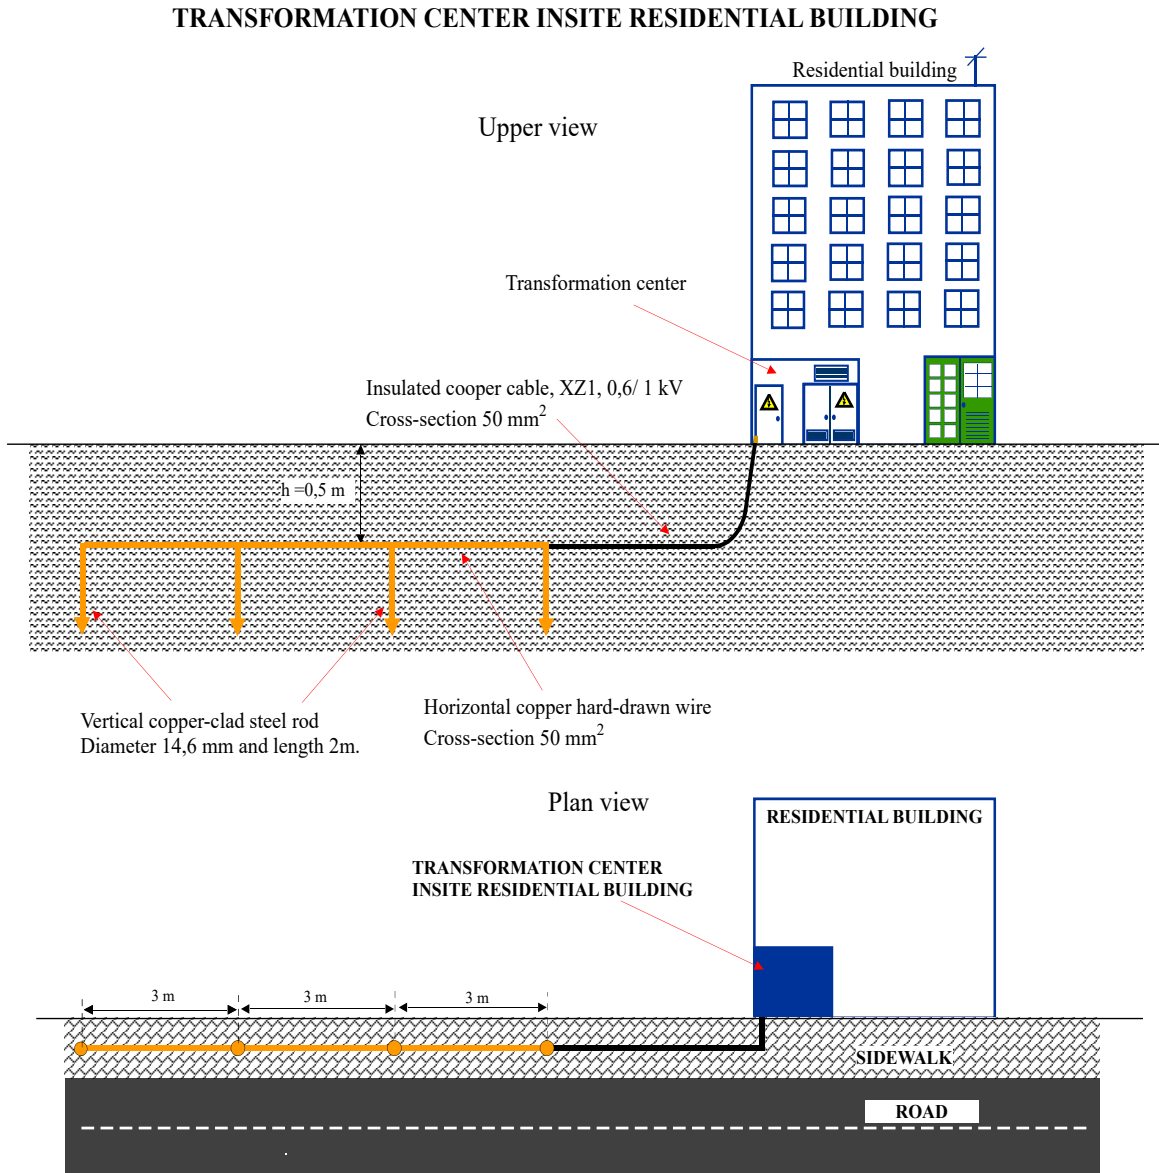 TRANSFORMATION CENTER INSITE RESIDENTIAL BUILDING
Residential building
Upper view
Transformation center
Insulated cooper cable, XZ1, 0,6/ 1 kV
Cross-section 50 mm²
h =0,5 m
Vertical copper-clad steel rod
Diameter 14,6 mm and length 2m.
Horizontal copper hard-drawn wire
Cross-section 50 mm²
Plan view
RESIDENTIAL BUILDING
TRANSFORMATION CENTER
INSITE RESIDENTIAL BUILDING
3 m
3 m
3 m
SIDEWALK
ROAD